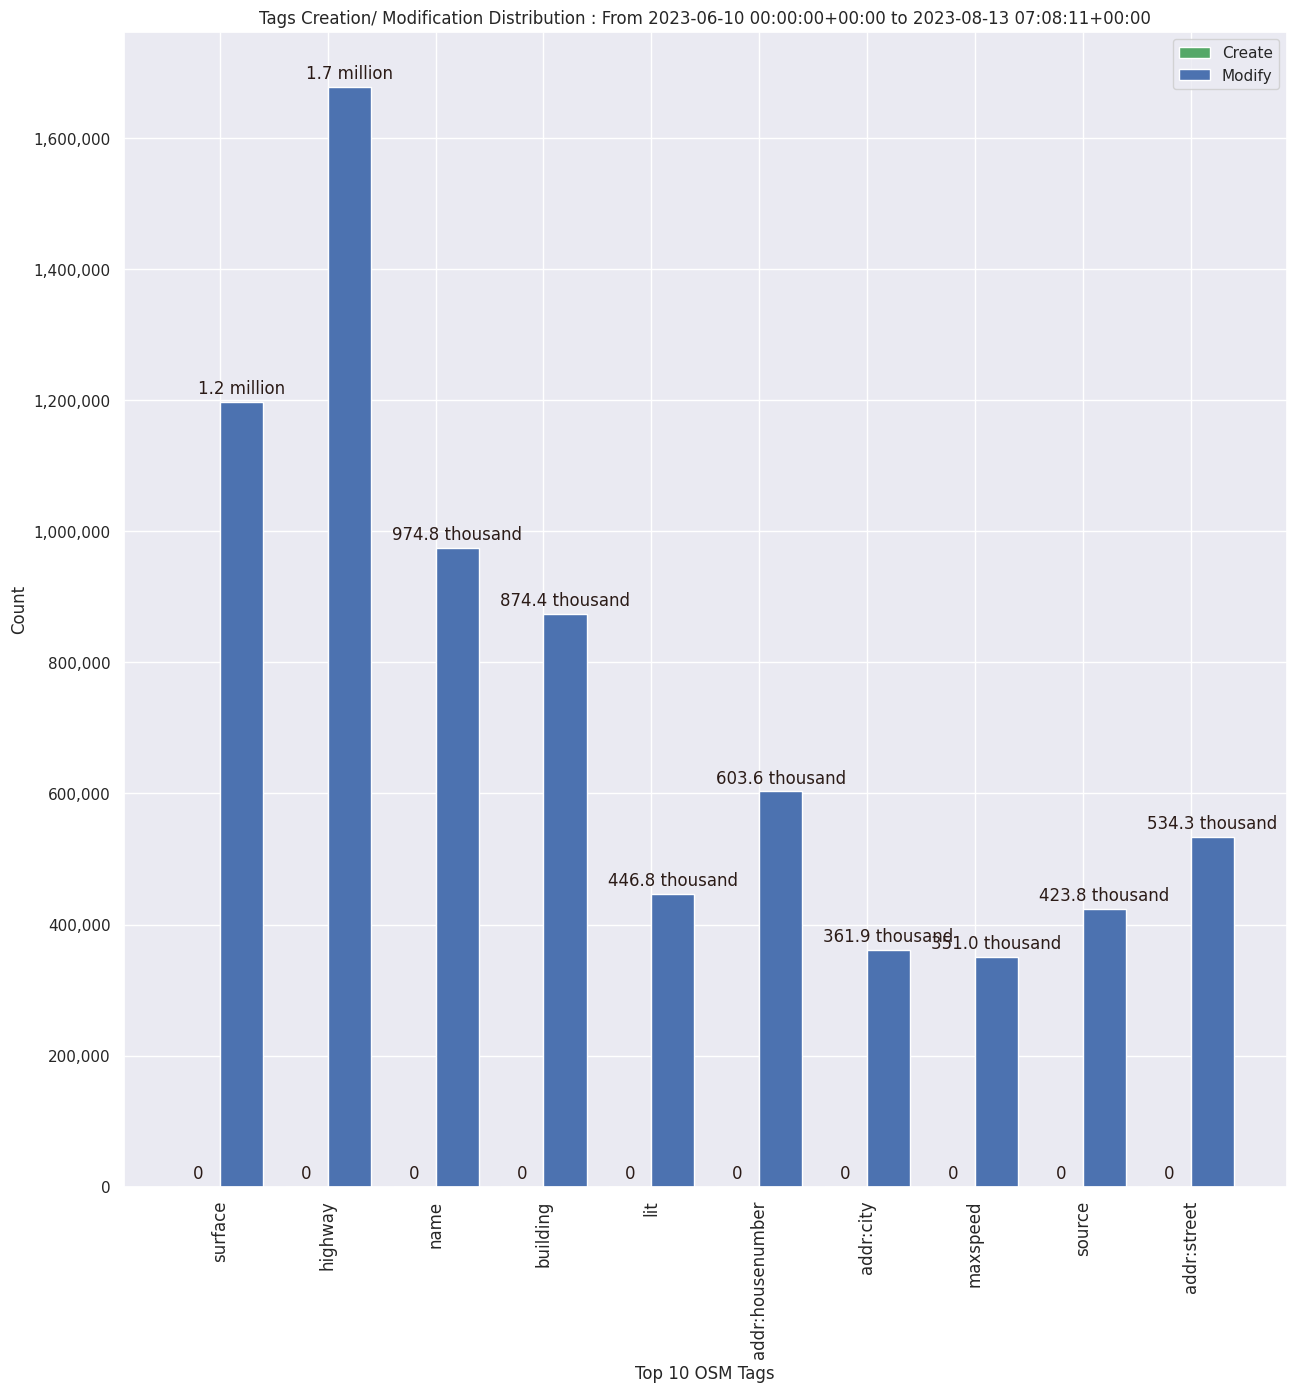 Tags Creation/ Modification Distribution : From 2023-06-10 00:00:00+00:00 to 2023-08-13 07:08:11+00:00
Create
Modify
1.7 million
1.2 million
974.8 thousand
874.4 thousand
446.8 thousand
603.6 thousand
361.9 thousand
351.0 thousand
423.8 thousand
534.3 thousand
1,600,000
1,400,000
1,200,000
1,000,000
800,000
600,000
400,000
200,000
0
Count
0
0
0
0
0
0
0
0
0
0
surface
highway
name
building
lit
addr:housenumber
addr:city
maxspeed
source
addr:street
Top 10 OSM Tags